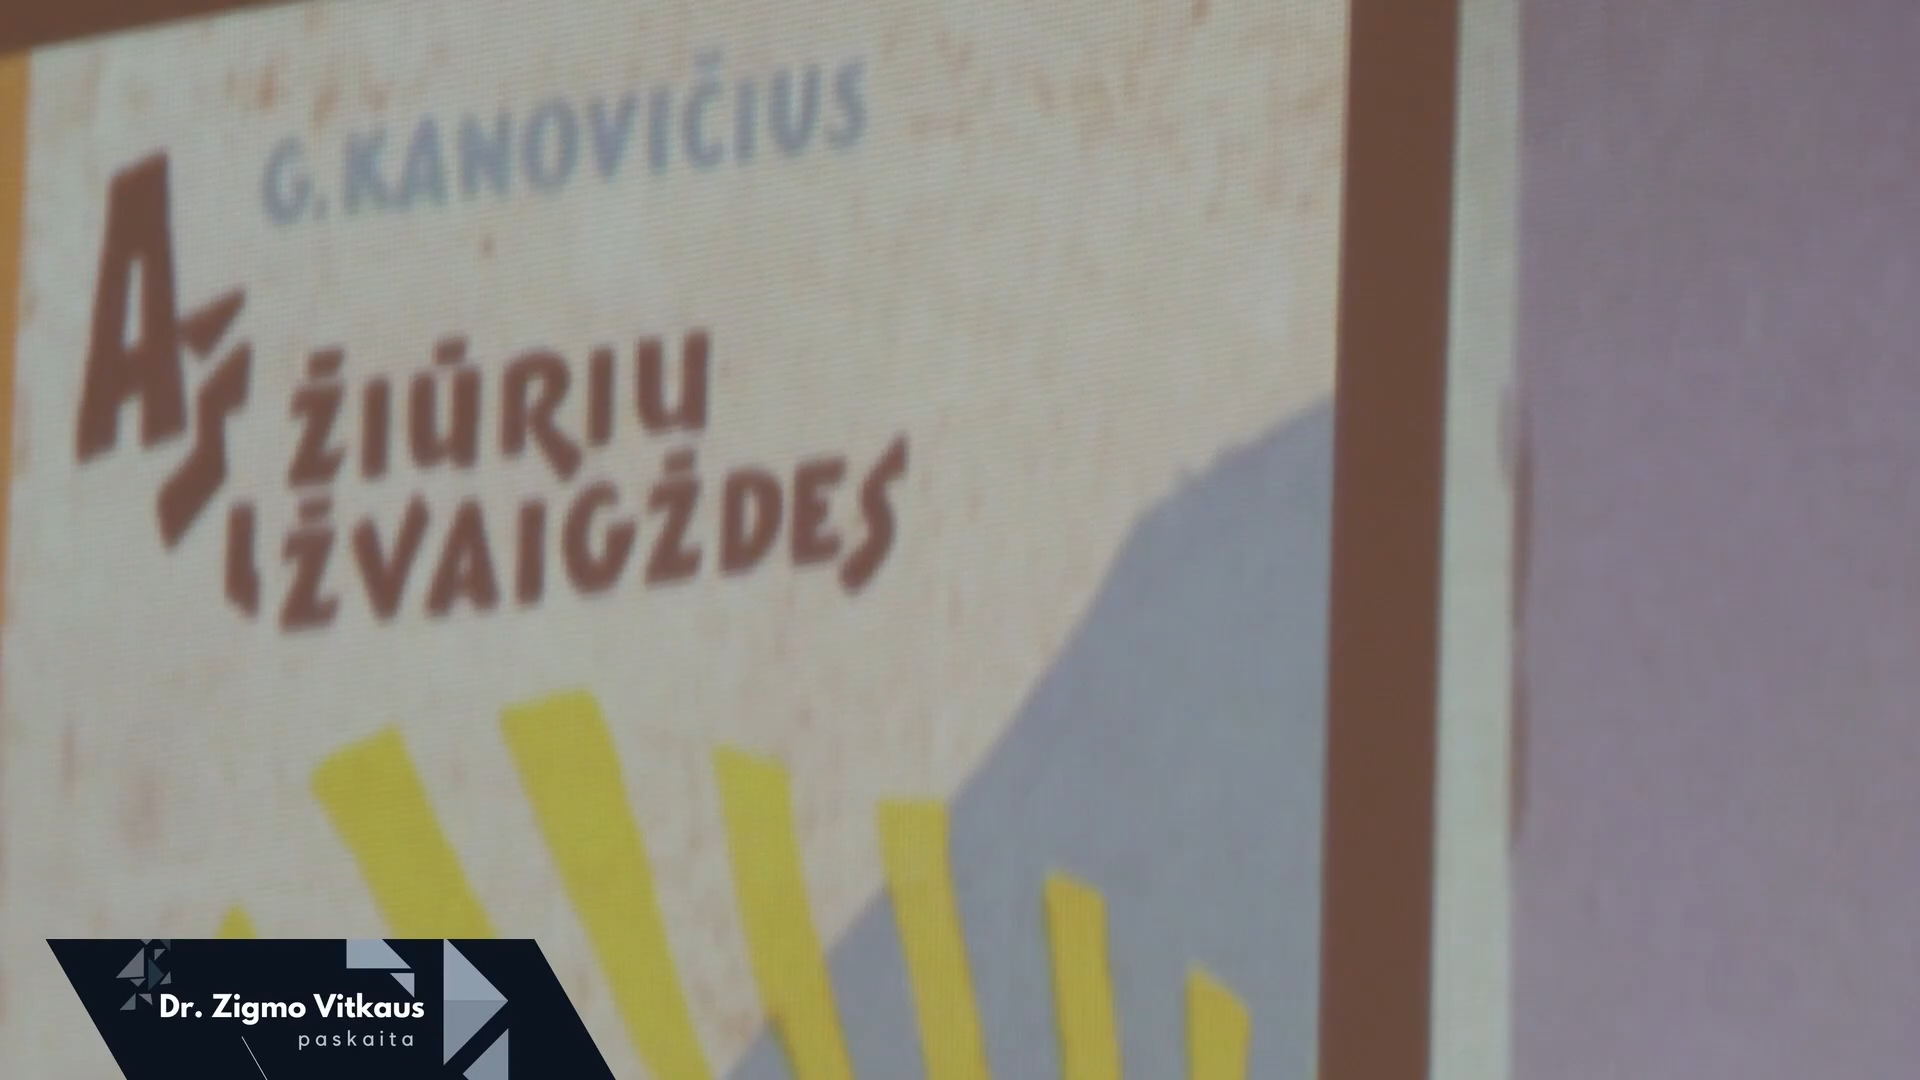 G. KANOVIČIUS
Aš ŽIŪRIU
Į ŽVAIGŽDES
Dr. Zigmo Vitkaus
paskaita